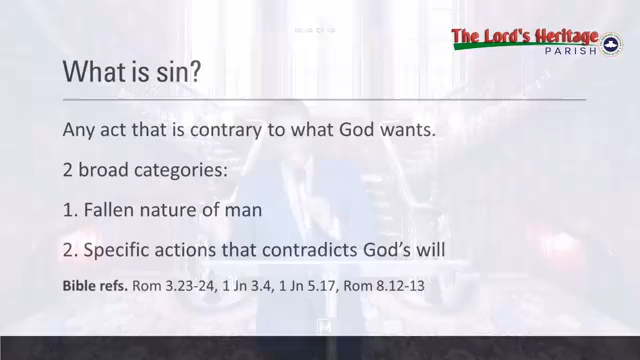 The Lord's Heritage
PARISH
What is sin?
Any act that is contrary to what God wants.
2 broad categories:
1. Fallen nature of man
2. Specific actions that contradicts God's will
Bible refs. Rom 3.23-24, 1 Jn 3.4, 1 Jn 5.17, Rom 8.12-13